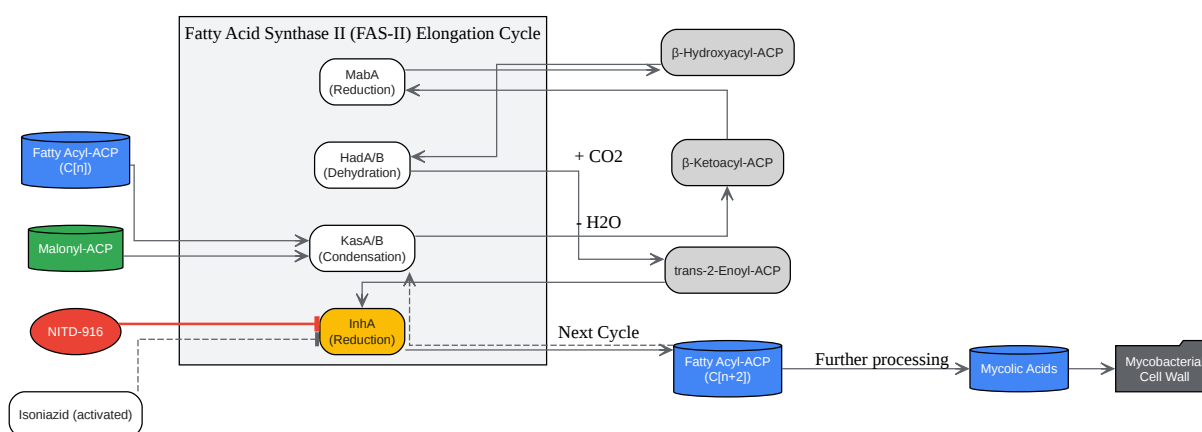 Fatty Acid Synthase II (FAS-II) Elongation Cycle
β-Hydroxyacyl-ACP
MabA
(Reduction)
Fatty Acyl-ACP
(C[n])
HadA/B
(Dehydration)
+ CO2
β-Ketoacyl-ACP
- H2O
Malonyl-ACP
KasA/B
(Condensation)
trans-2-Enoyl-ACP
NITD-916
InhA
(Reduction)
Next Cycle
Fatty Acyl-ACP
(C[n+2])
Further processing
Mycolic Acids
Mycobacterial
Cell Wall
Isoniazid (activated)